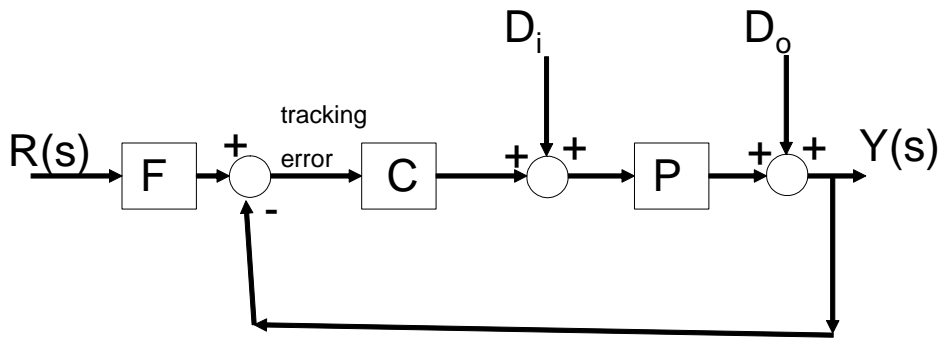 D_i
D_o
tracking
R(s)
+
error
+
+
+
+
Y(s)
F
C
P
-